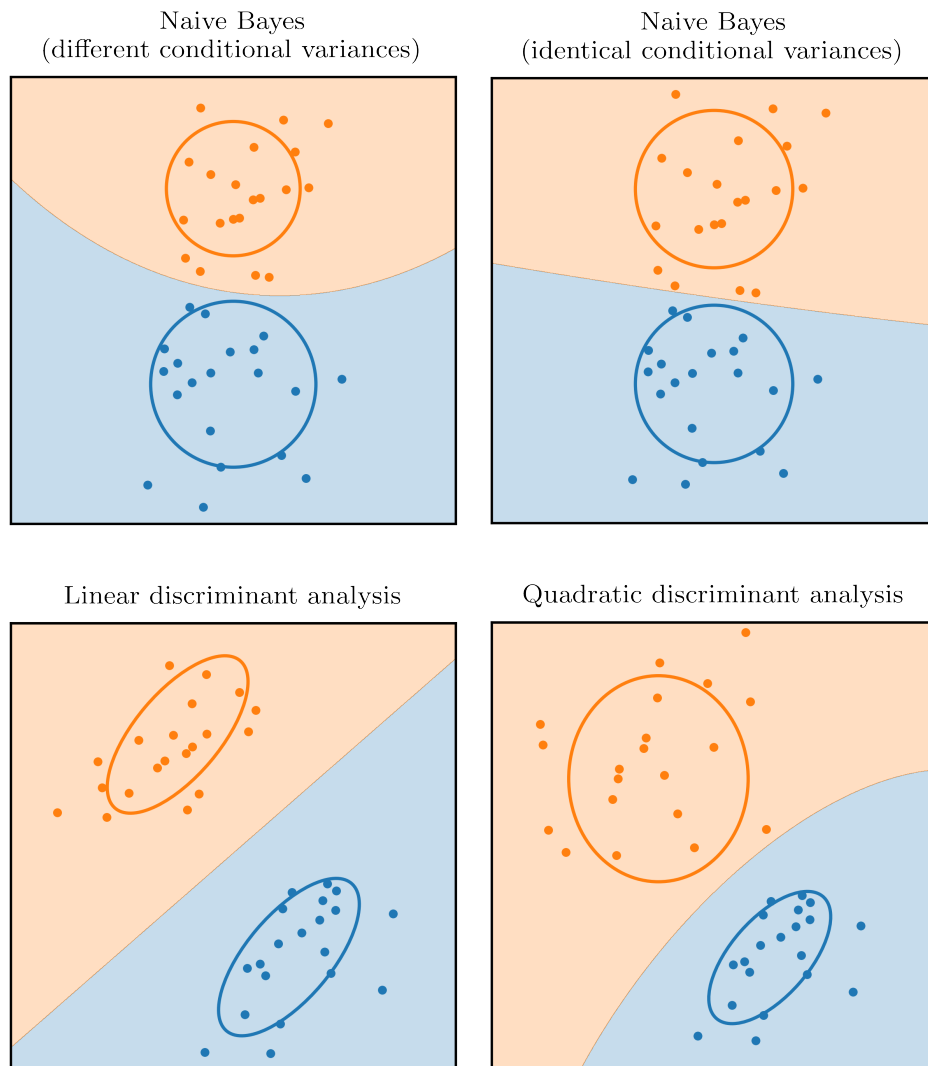 Naive Bayes
(different conditional variances)
Naive Bayes
(identical conditional variances)
Linear discriminant analysis
Quadratic discriminant analysis